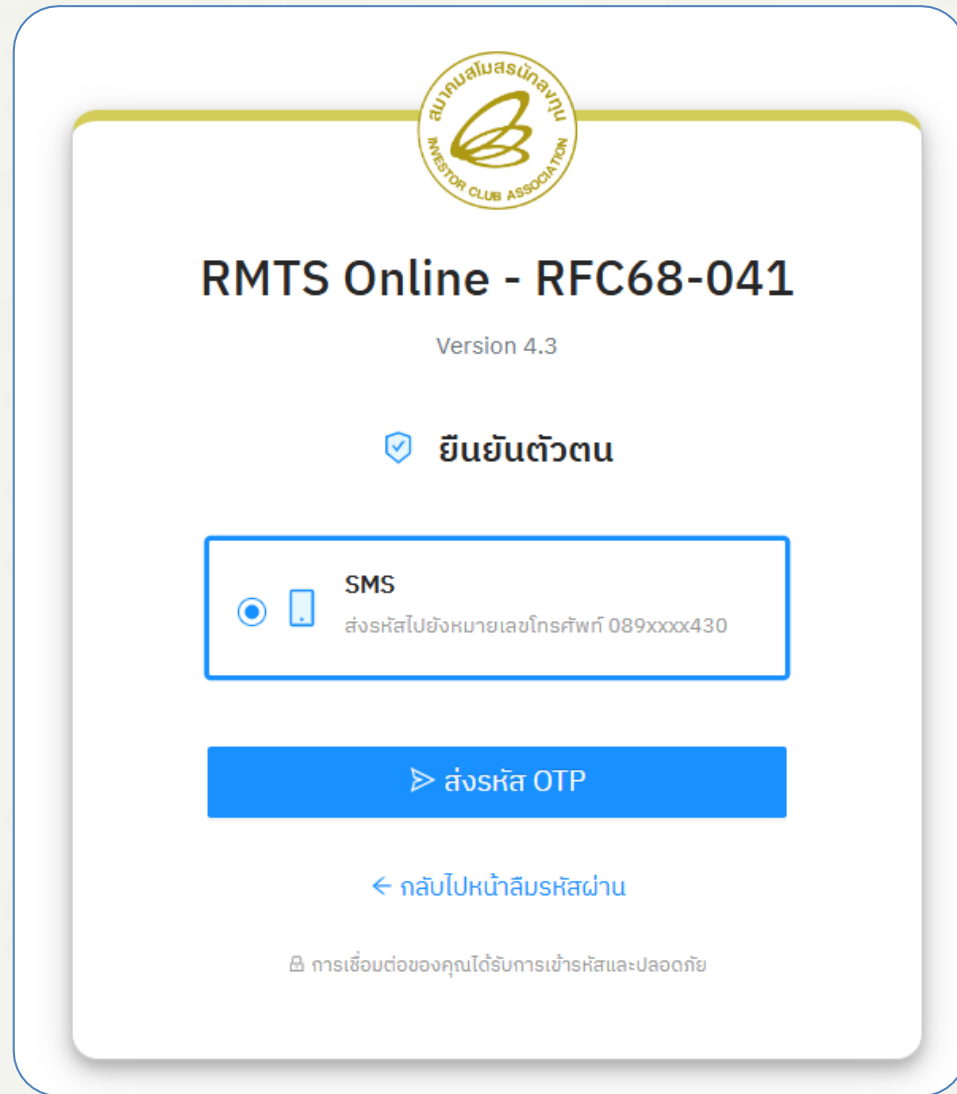 สมาคมสโมสรนักลงทุน
INVESTOR CLUB ASSOCIATION
RMTS Online - RFC68-041
Version 4.3
ยืนยันตัวตน
SMS
ส่งรหัสไปยังหมายเลขโทรศัพท์ 089xxxx430
ส่งรหัส OTP
← กลับไปหน้าลืมรหัสผ่าน
การเชื่อมต่อของคุณได้รับการเข้ารหัสและปลอดภัย